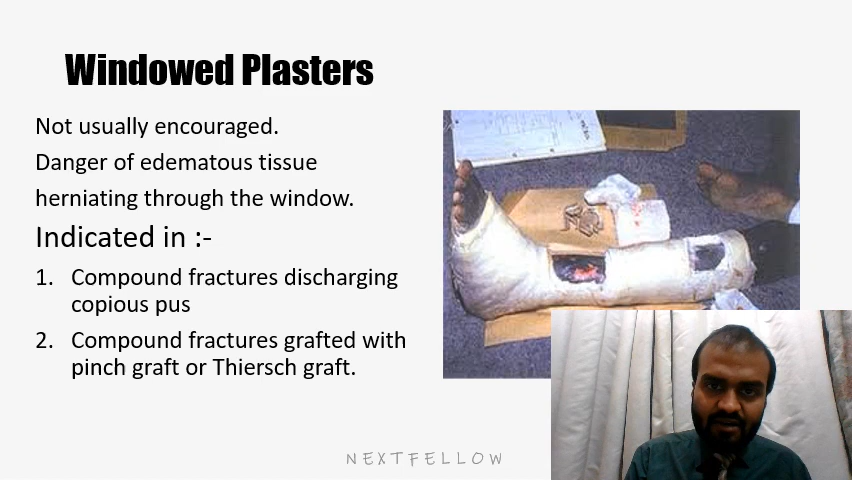 Windowed Plasters
Not usually encouraged.
Danger of edematous tissue
herniating through the window.
Indicated in :-
1. Compound fractures discharging
copious pus
2. Compound fractures grafted with
pinch graft or Thiersch graft.
NEXTFELLOW